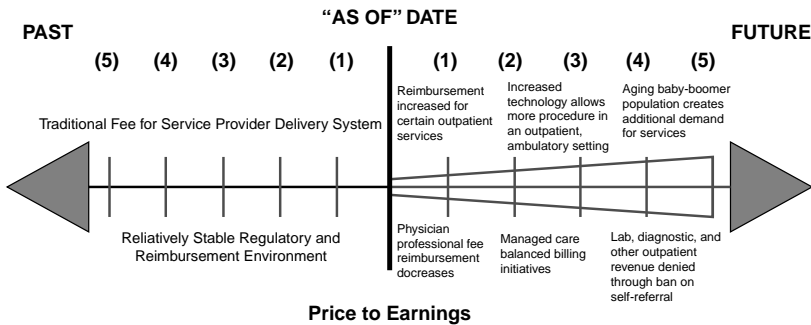 “AS OF” DATE
PAST
FUTURE
(5) (4) (3) (2) (1) (1) (2) (3) (4) (5)
Traditional Fee for Service Provider Delivery System
Reimbursement
increased for
certain outpatient
services
Increased
technology allows
more procedure in
an outpatient,
ambulatory setting
Aging baby-boomer
population creates
additional demand
for services
Reliatively Stable Regulatory and
Reimbursement Environment
Physician
professional fee
reimbursement
docreases
Managed care
balanced billing
initiatives
Lab, diagnostic, and
other outpatient
revenue denied
through ban on
self-referral
Price to Earnings